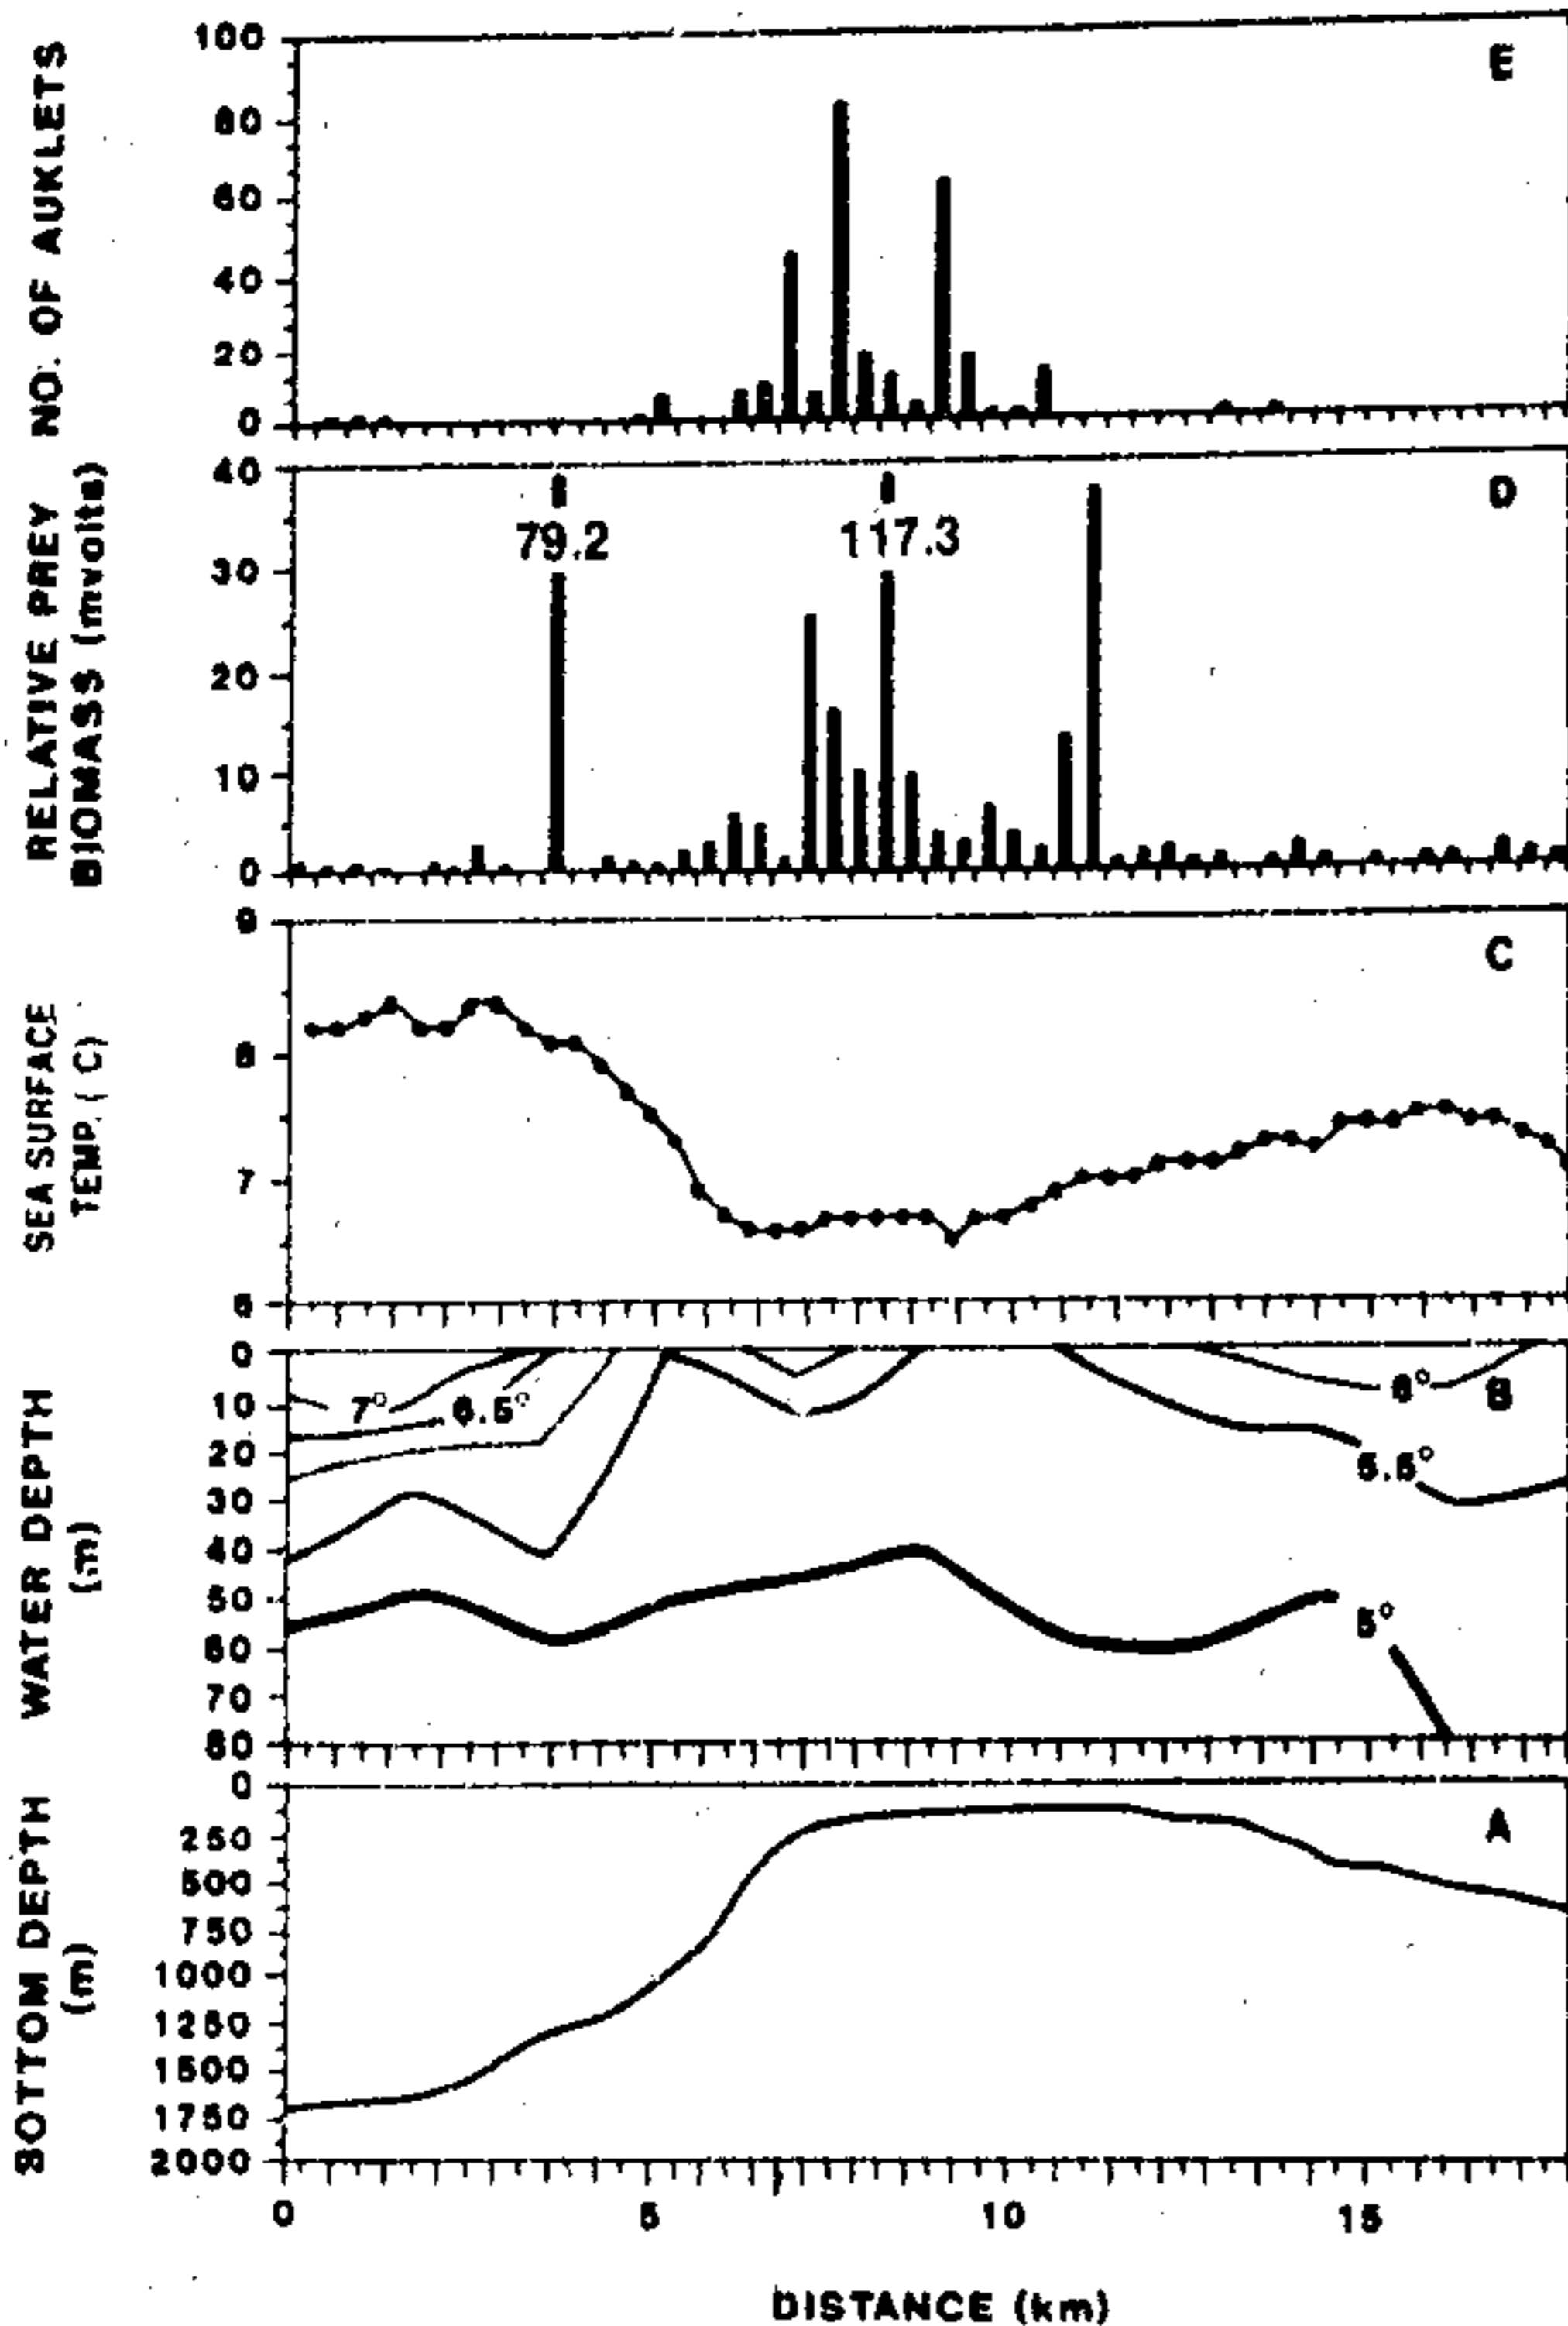 NO. OF AUKLETS
100
80
60
40
20
0
E
RELATIVE PREY
BIOMASS (mvolts)
40
30
20
10
0
79.2
117.3
D
SEA SURFACE
TEMP. ( C)
9
8
7
6
C
WATER DEPTH
(m)
0
10
20
30
40
50
60
70
80
7°
6.5°
6°
B
5.5°
5°
BOTTOM DEPTH
(m)
0
250
500
750
1000
1250
1500
1750
2000
A
0 5 10 15
DISTANCE (km)